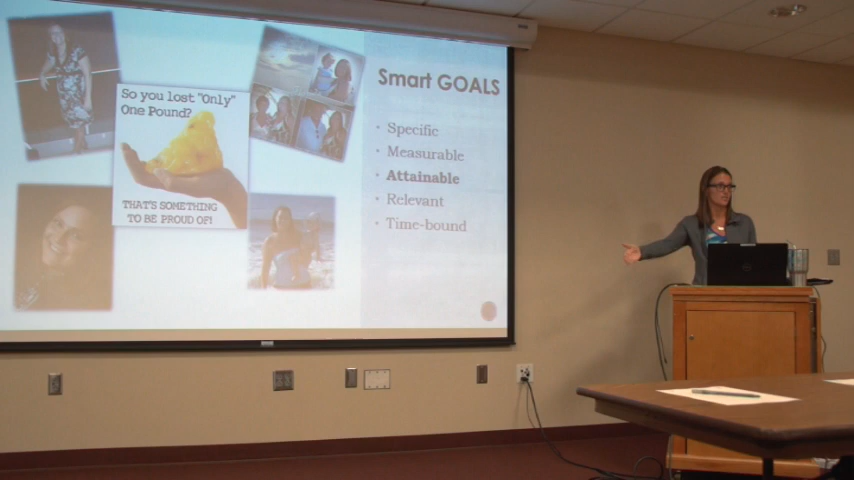 So you lost "Only"
One Pound?
THAT'S SOMETHING
TO BE PROUD OF!
Smart GOALS
Specific
Measurable
Attainable
Relevant
Time-bound